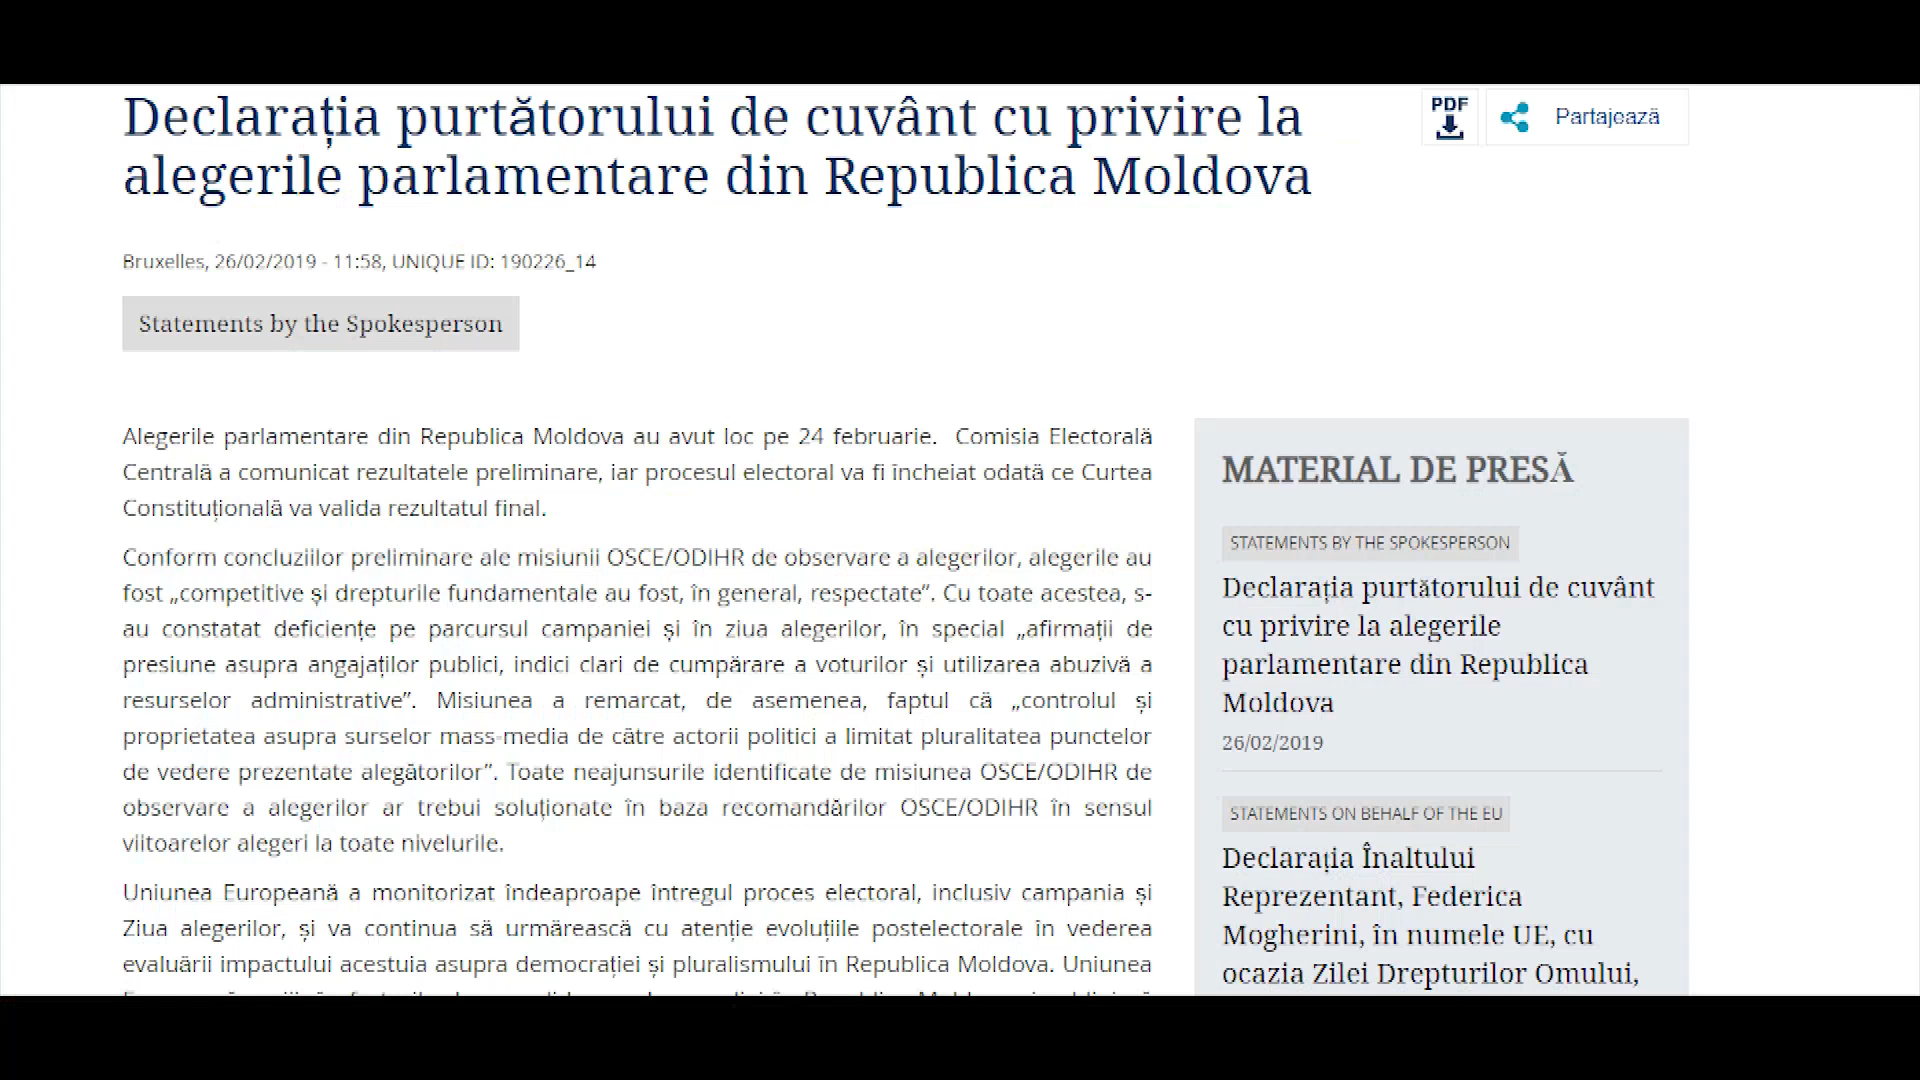 Declarația purtătorului de cuvânt cu privire la
alegerile parlamentare din Republica Moldova
PDF
Partajează
Bruxelles, 26/02/2019 - 11:58, UNIQUE ID: 190226_14
Statements by the Spokesperson
Alegerile parlamentare din Republica Moldova au avut loc pe 24 februarie. Comisia Electorală
Centrală a comunicat rezultatele preliminare, iar procesul electoral va fi încheiat odată ce Curtea
Constituțională va valida rezultatul final.
Conform concluziilor preliminare ale misiunii OSCE/ODIHR de observare a alegerilor, alegerile au
fost „competitive și drepturile fundamentale au fost, în general, respectate”. Cu toate acestea, s-
au constatat deficiențe pe parcursul campaniei și în ziua alegerilor, în special „afirmații de
presiune asupra angajaților publici, indici clari de cumpărare a voturilor și utilizarea abuzivă a
resurselor administrative”. Misiunea a remarcat, de asemenea, faptul că „controlul și
proprietatea asupra surselor mass-media de către actorii politici a limitat pluralitatea punctelor
de vedere prezentate alegătorilor”. Toate neajunsurile identificate de misiunea OSCE/ODIHR de
observare a alegerilor ar trebui soluționate în baza recomandărilor OSCE/ODIHR în sensul
viitoarelor alegeri la toate nivelurile.
Uniunea Europeană a monitorizat îndeaproape întregul proces electoral, inclusiv campania și
Ziua alegerilor, și va continua să urmărească cu atenție evoluțiile postelectorale în vederea
evaluării impactului acestuia asupra democrației și pluralismului în Republica Moldova. Uniunea
MATERIAL DE PRESĂ
STATEMENTS BY THE SPOKESPERSON
Declarația purtătorului de cuvânt
cu privire la alegerile
parlamentare din Republica
Moldova
26/02/2019
STATEMENTS ON BEHALF OF THE EU
Declarația Înaltului
Reprezentant, Federica
Mogherini, în numele UE, cu
ocazia Zilei Drepturilor Omului,